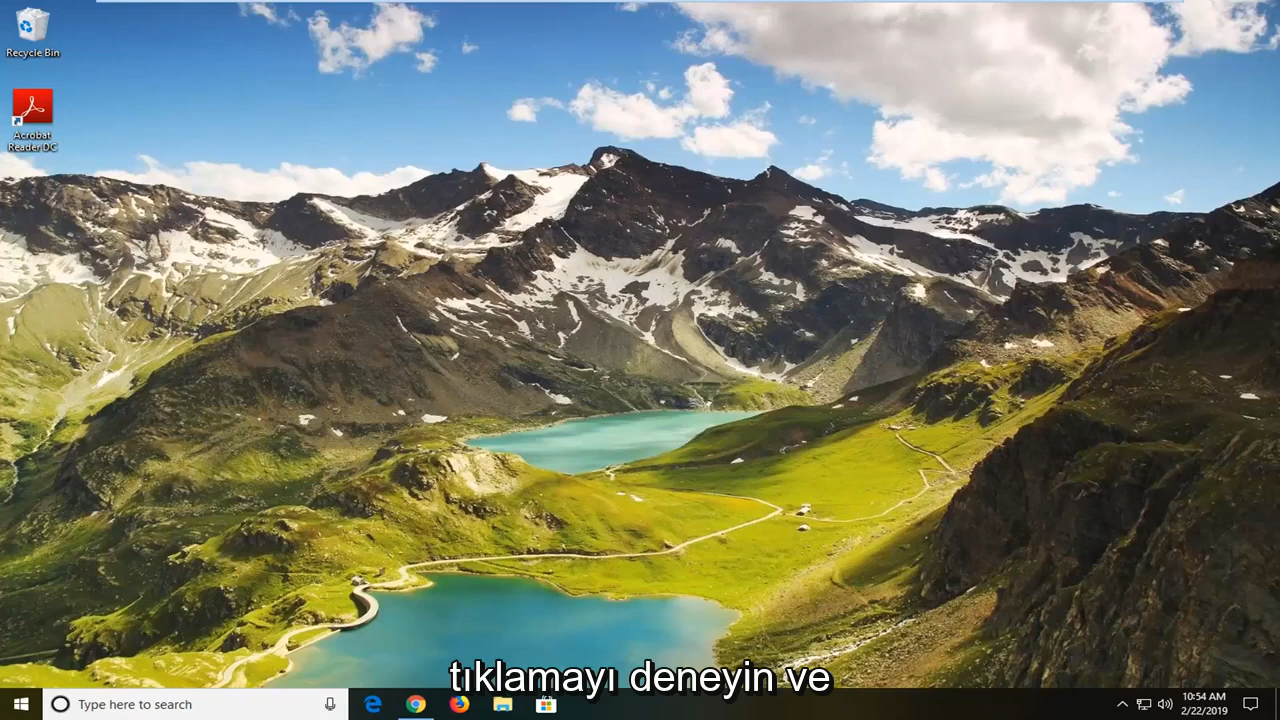 Recycle Bin
Acrobat
Reader DC
tıklamayı deneyin ve
Type here to search
10:54 AM
2/22/2019